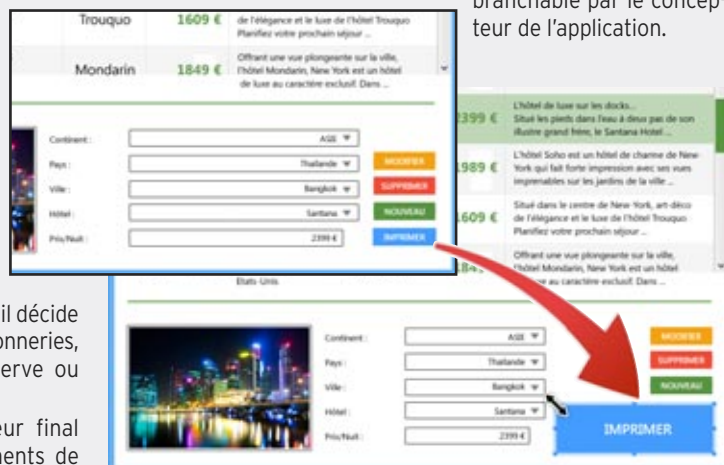 branchable par le concep-
teur de l'application.
Trouquo 1609 € de l'élégance et le luxe de l'hôtel Trouquo
Planifiez votre prochain séjour ...
Mondarin 1849 € Offrant une vue plongeante sur la ville,
l'hôtel Mondarin, New York est un hôtel
de luxe au caractère exclusif. Dans ...
Continent : ASIE
Pays : Thaïlande MODIFIER
Ville : Bangkok SUPPRIMER
Hôtel : Santana NOUVEAU
Prix/Nuit : 2399 € IMPRIMER
2399 € L'hôtel de luxe sur les docks...
Situé les pieds dans l'eau à deux pas de son
illustre grand frère, le Santana Hotel ...
1989 € L'hôtel Soho est un hôtel de charme de New-
York qui fait forte impression avec ses vues
imprenables sur les jardins de la ville ...
1609 € Situé dans le centre de New York, art-déco
de l'élégance et le luxe de l'hôtel Trouquo
Planifiez votre prochain séjour ...
Offrant une vue plongeante sur la ville,
l'hôtel Mondarin, New York est un hôtel
au caractère exclusif. Dans ...
Etats-Unis
il décide
onneries,
erve ou
eur final
ents de
Continent : ASIE MODIFIER
Pays : Thaïlande SUPPRIMER
Ville : Bangkok NOUVEAU
Hôtel : Santana
Prix/Nuit : 2399 €
IMPRIMER